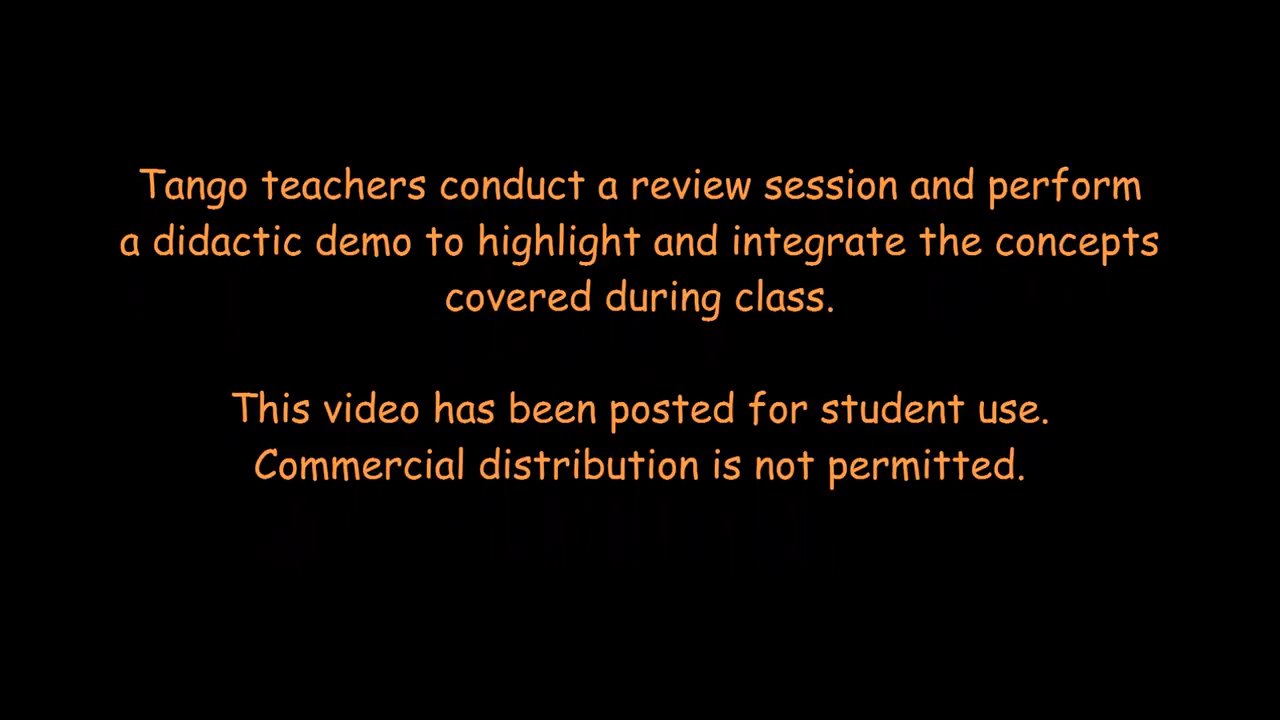 Tango teachers conduct a review session and perform
a didactic demo to highlight and integrate the concepts
covered during class.
This video has been posted for student use.
Commercial distribution is not permitted.